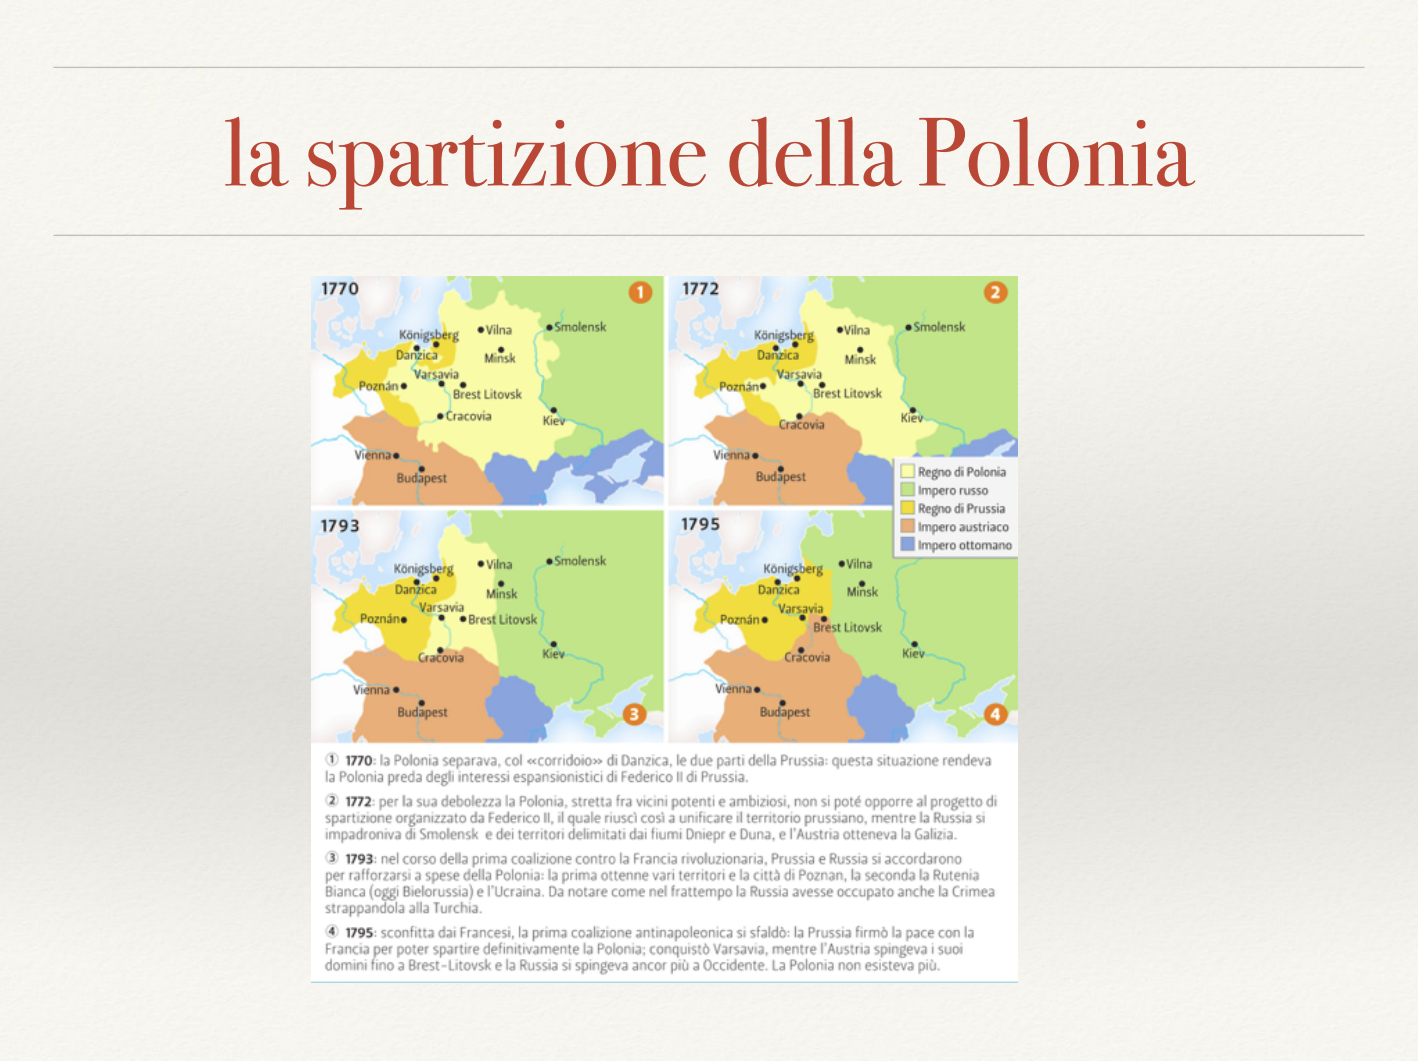 la spartizione della Polonia
1770
1
Königsberg
Vilna
Smolensk
Danzica
Minsk
Varsavia
Poznán
Brest Litovsk
Cracovia
Kiev
Vienna
Budapest
1772
2
Königsberg
Vilna
Smolensk
Danzica
Minsk
Varsavia
Poznán
Brest Litovsk
Cracovia
Kiev
Vienna
Budapest
Regno di Polonia
Impero russo
Regno di Prussia
Impero austriaco
Impero ottomano
1793
Königsberg
Vilna
Smolensk
Danzica
Minsk
Varsavia
Poznán
Brest Litovsk
Cracovia
Kiev
Vienna
Budapest
3
1795
Königsberg
Vilna
Danzica
Minsk
Varsavia
Poznán
Brest Litovsk
Cracovia
Kiev
Vienna
Budapest
4
① 1770: la Polonia separava, col «corridoio» di Danzica, le due parti della Prussia: questa situazione rendeva
la Polonia preda degli interessi espansionistici di Federico II di Prussia.
② 1772: per la sua debolezza la Polonia, stretta fra vicini potenti e ambiziosi, non si poté opporre al progetto di
spartizione organizzato da Federico II, il quale riuscì così a unificare il territorio prussiano, mentre la Russia si
impadroniva di Smolensk e dei territori delimitati dai fiumi Dniepr e Duna, e l'Austria otteneva la Galizia.
③ 1793: nel corso della prima coalizione contro la Francia rivoluzionaria, Prussia e Russia si accordarono
per rafforzarsi a spese della Polonia: la prima ottenne vari territori e la città di Poznan, la seconda la Rutenia
Bianca (oggi Bielorussia) e l'Ucraina. Da notare come nel frattempo la Russia avesse occupato anche la Crimea
strappandola alla Turchia.
④ 1795: sconfitta dai Francesi, la prima coalizione antinapoleonica si sfaldò: la Prussia firmò la pace con la
Francia per poter spartire definitivamente la Polonia; conquistò Varsavia, mentre l'Austria spingeva i suoi
domini fino a Brest-Litovsk e la Russia si spingeva ancor più a Occidente. La Polonia non esisteva più.